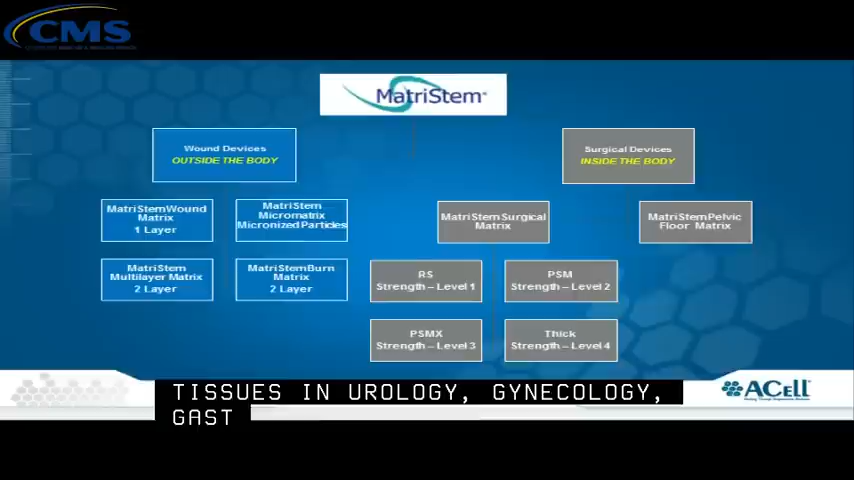 CMS
MatriStem
Wound Devices
OUTSIDE THE BODY
Surgical Devices
INSIDE THE BODY
MatriStem Wound
Matrix
1 Layer
MatriStem
Micromatrix
Micronized Particles
MatriStem Surgical
Matrix
MatriStem Pelvic
Floor Matrix
MatriStem
Multilayer Matrix
2 Layer
MatriStem Burn
Matrix
2 Layer
RS
Strength – Level 1
PSM
Strength – Level 2
PSMX
Strength – Level 3
Thick
Strength – Level 4
ACell
TISSUES IN UROLOGY, GYNECOLOGY,
GAST